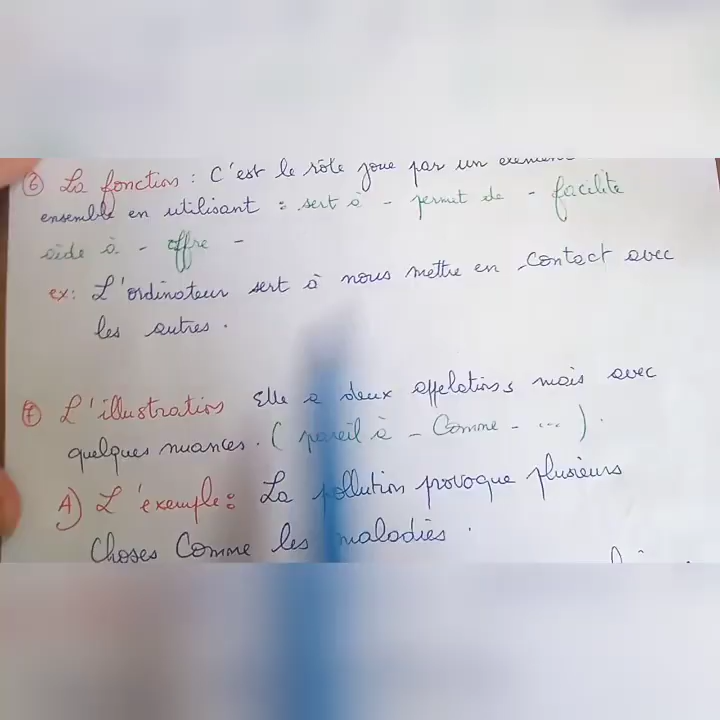 ⑥ La fonction : C'est le rôle joue par un
ensemble en utilisant : sert à - permet de - facilite
aide à - offre -
ex: L'ordinateur sert à nous mettre en contact avec
les autres.
⑦ L'illustration Elle a deux appelations mais avec
quelques nuances. ( pareil à - Comme - ... ).
A) L'exemple : La pollution provoque plusieurs
Choses Comme les maladies.